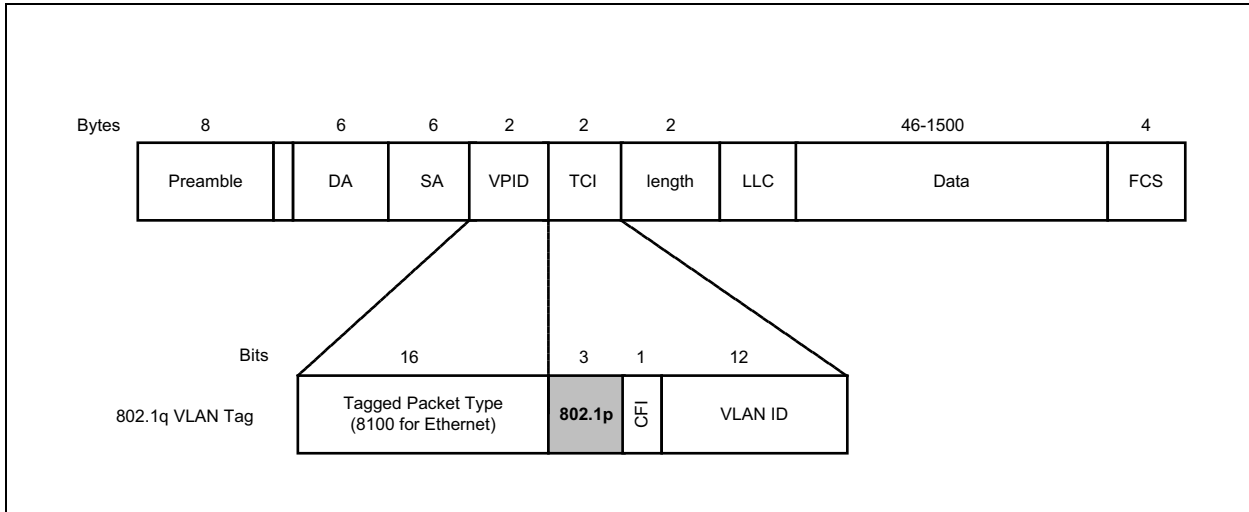 Bytes 8 6 6 2 2 2 46-1500 4
Preamble DA SA VPID TCI length LLC Data FCS
Bits 16 3 1 12
802.1q VLAN Tag
Tagged Packet Type
(8100 for Ethernet)
802.1p
CFI
VLAN ID